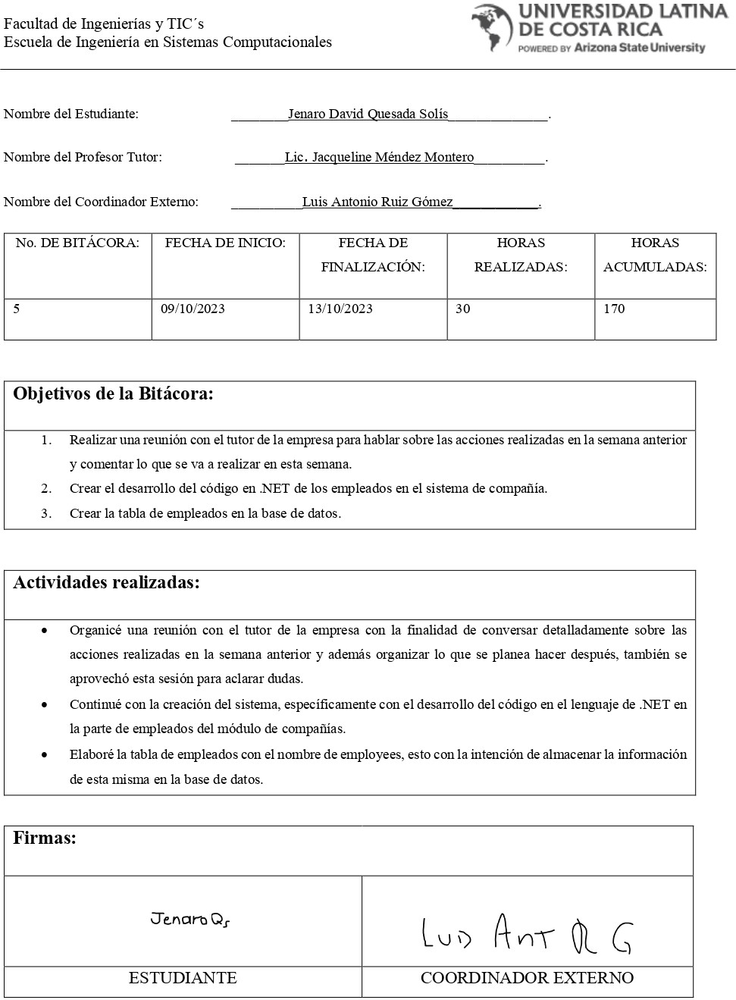 Facultad de Ingenierías y TIC´s
Escuela de Ingeniería en Sistemas Computacionales
UNIVERSIDAD LATINA
DE COSTA RICA
POWERED BY Arizona State University
Nombre del Estudiante: ________Jenaro David Quesada Solís______________.
Nombre del Profesor Tutor: _______Lic. Jacqueline Méndez Montero__________.
Nombre del Coordinador Externo: __________Luis Antonio Ruiz Gómez____________.
No. DE BITÁCORA: FECHA DE INICIO: FECHA DE HORAS HORAS
FINALIZACIÓN: REALIZADAS: ACUMULADAS:
5 09/10/2023 13/10/2023 30 170
Objetivos de la Bitácora:
1. Realizar una reunión con el tutor de la empresa para hablar sobre las acciones realizadas en la semana anterior
y comentar lo que se va a realizar en esta semana.
2. Crear el desarrollo del código en .NET de los empleados en el sistema de compañía.
3. Crear la tabla de empleados en la base de datos.
Actividades realizadas:
• Organicé una reunión con el tutor de la empresa con la finalidad de conversar detalladamente sobre las
acciones realizadas en la semana anterior y además organizar lo que se planea hacer después, también se
aprovechó esta sesión para aclarar dudas.
• Continué con la creación del sistema, específicamente con el desarrollo del código en el lenguaje de .NET en
la parte de empleados del módulo de compañías.
• Elaboré la tabla de empleados con el nombre de employees, esto con la intención de almacenar la información
de esta misma en la base de datos.
Firmas:
Jenaro Qs
Ant R G
ESTUDIANTE COORDINADOR EXTERNO